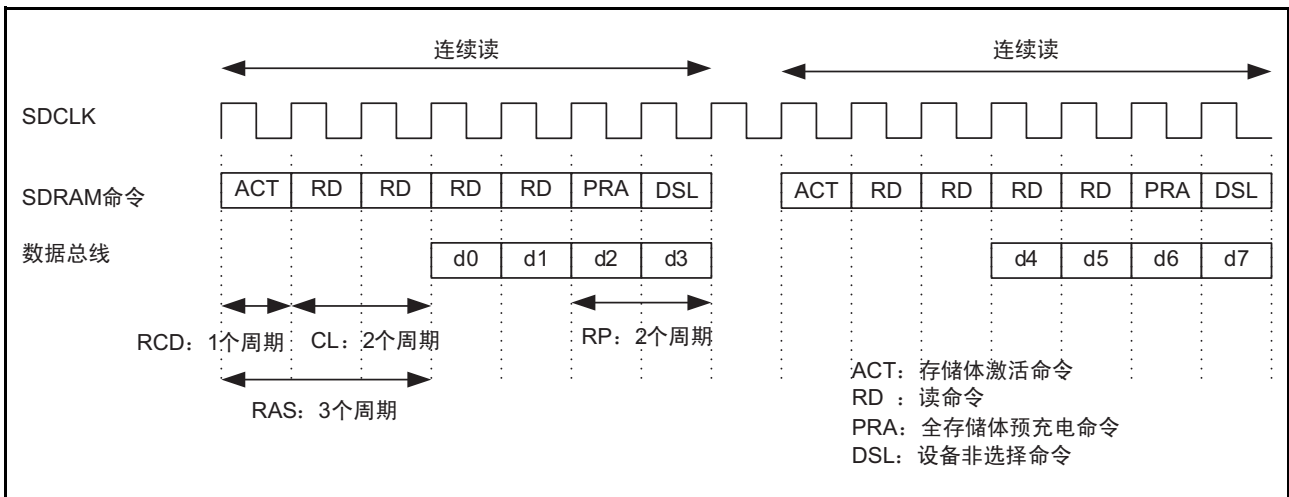 连续读 连续读
SDCLK
SDRAM命令 ACT RD RD RD RD PRA DSL ACT RD RD RD RD PRA DSL
数据总线 d0 d1 d2 d3 d4 d5 d6 d7
RCD：1个周期 CL：2个周期 RP：2个周期
RAS：3个周期
ACT：存储体激活命令
RD ：读命令
PRA：全存储体预充电命令
DSL：设备非选择命令